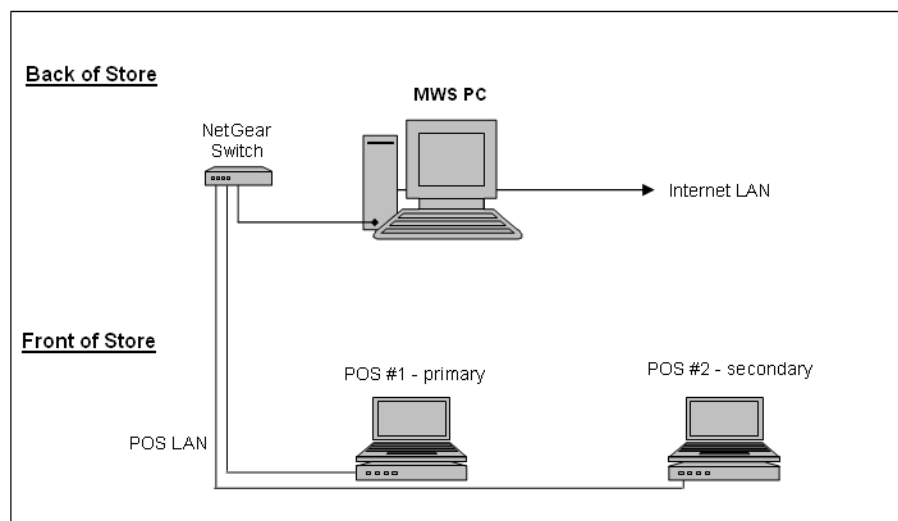 Back of Store
MWS PC
NetGear
Switch
Internet LAN
Front of Store
POS #1 - primary
POS #2 - secondary
POS LAN